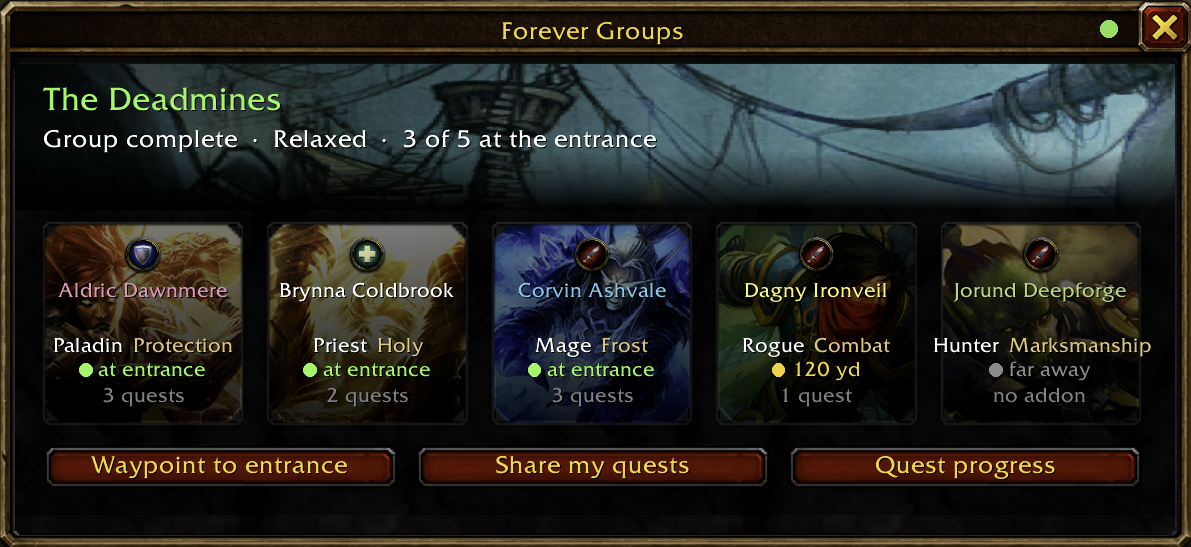 Forever Groups
The Deadmines
Group complete · Relaxed · 3 of 5 at the entrance
Aldric Dawnmere
Paladin Protection
at entrance
3 quests
Brynna Coldbrook
Priest Holy
at entrance
2 quests
Corvin Ashvale
Mage Frost
at entrance
3 quests
Dagny Ironveil
Rogue Combat
120 yd
1 quest
Jorund Deepforge
Hunter Marksmanship
far away
no addon
Waypoint to entrance
Share my quests
Quest progress